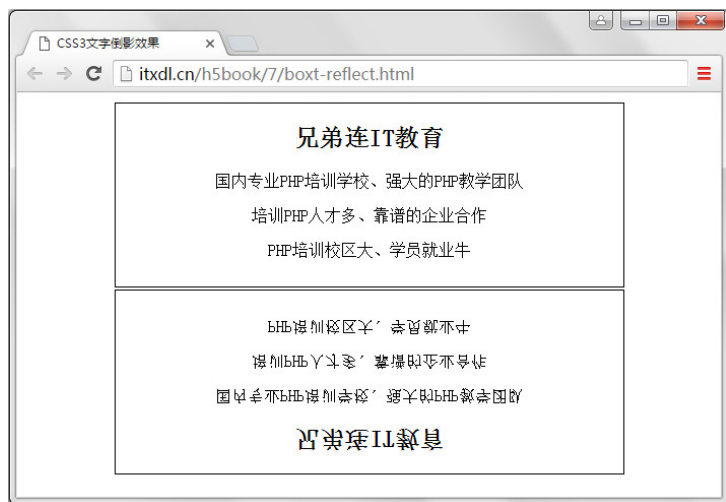 CSS3文字倒影效果
itxdl.cn/h5book/7/boxt-reflect.html
兄弟连IT教育
国内专业PHP培训学校、强大的PHP教学团队
培训PHP人才多、靠谱的企业合作
PHP培训校区大、学员就业牛
PHP培训校区大、学员就业牛
培训PHP人才多、靠谱的企业合作
国内专业PHP培训学校、强大的PHP教学团队
兄弟连IT教育